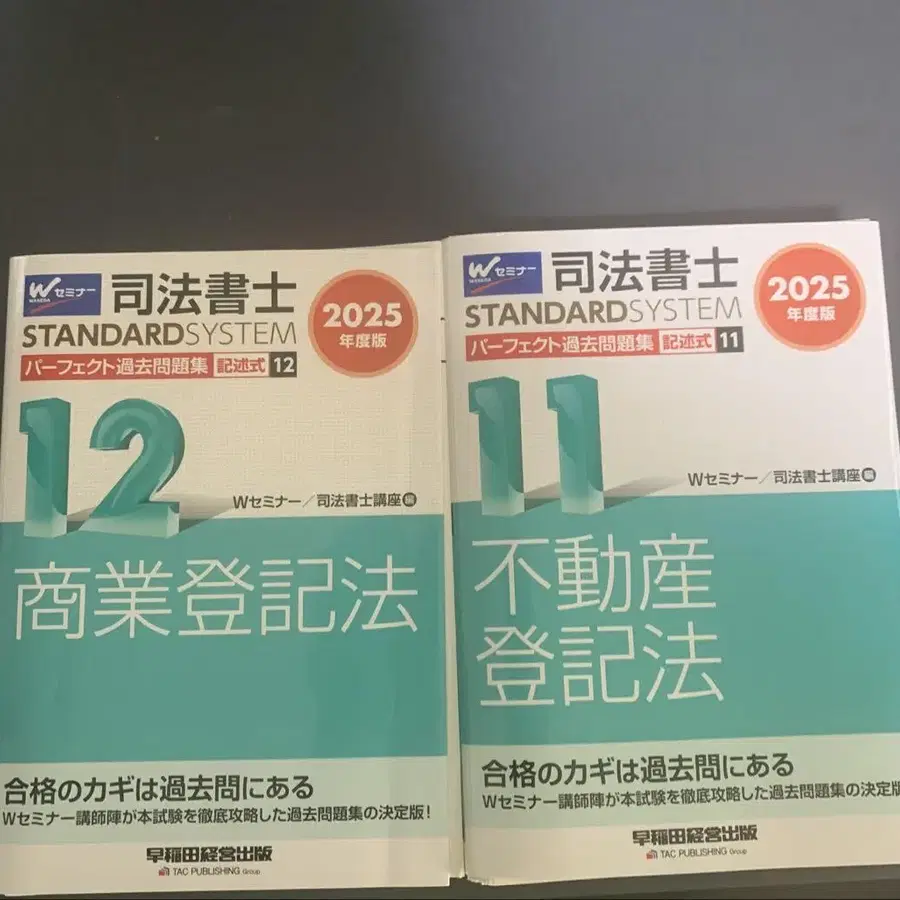 Wセミナー
WASEDA
司法書士
STANDARDSYSTEM
パーフェクト過去問題集 記述式 12
2025
年度版
12
Wセミナー/司法書士講座 編
商業登記法
合格のカギは過去問にある
Wセミナー講師陣が本試験を徹底攻略した過去問題集の決定版!
早稲田経営出版
TAC PUBLISHING Group
Wセミナー
WASEDA
司法書士
STANDARDSYSTEM
パーフェクト過去問題集 記述式 11
2025
年度版
11
Wセミナー/司法書士講座 編
不動産
登記法
合格のカギは過去問にある
Wセミナー講師陣が本試験を徹底攻略した過去問題集の決定版
早稲田経営出版
TAC PUBLISHING Group